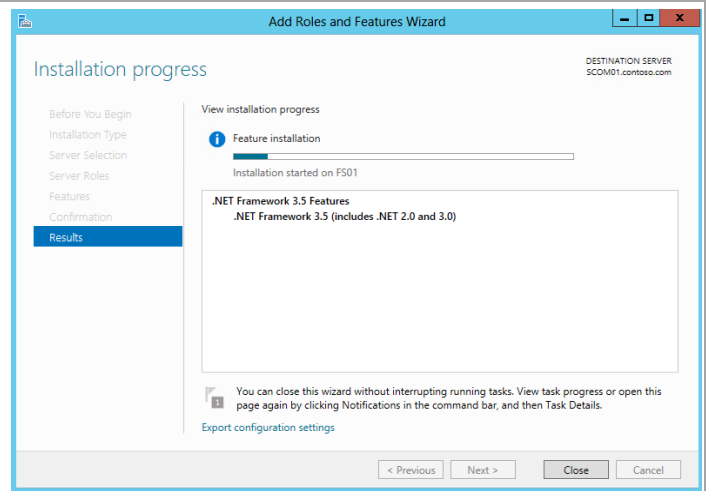 Add Roles and Features Wizard
Installation progress
DESTINATION SERVER
SCOM01.contoso.com
Before You Begin
Installation Type
Server Selection
Server Roles
Features
Confirmation
Results
View installation progress
Feature installation
Installation started on FS01
.NET Framework 3.5 Features
.NET Framework 3.5 (includes .NET 2.0 and 3.0)
1
You can close this wizard without interrupting running tasks. View task progress or open this
page again by clicking Notifications in the command bar, and then Task Details.
Export configuration settings
< Previous
Next >
Close
Cancel